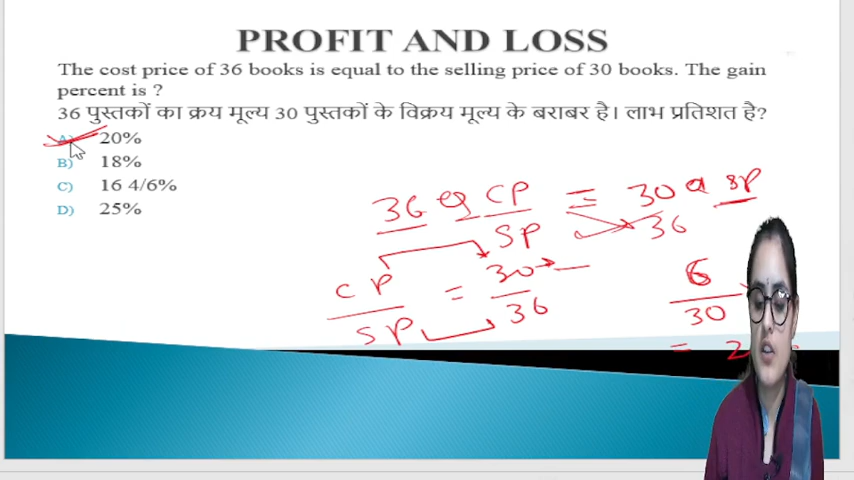 PROFIT AND LOSS
The cost price of 36 books is equal to the selling price of 30 books. The gain
percent is ?
36 पुस्तकों का क्रय मूल्य 30 पुस्तकों के विक्रय मूल्य के बराबर है। लाभ प्रतिशत है?
A) 20%
B) 18%
C) 16 4/6%
D) 25%
36 CP = 30 SP
SP 36
CP = 30
SP 36
6
30
= 2